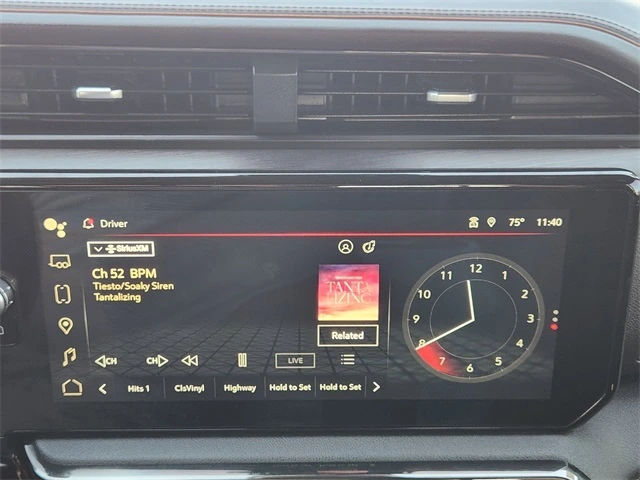 Driver
75° 11:40
SiriusXM
Ch 52 BPM
Tiesto/Soaky Siren
Tantalizing
TANTA
LIZING
Related
CH CH LIVE
Hits 1 ClsVinyl Highway Hold to Set Hold to Set
12
1
2
3
4
5
6
7
8
9
10
11